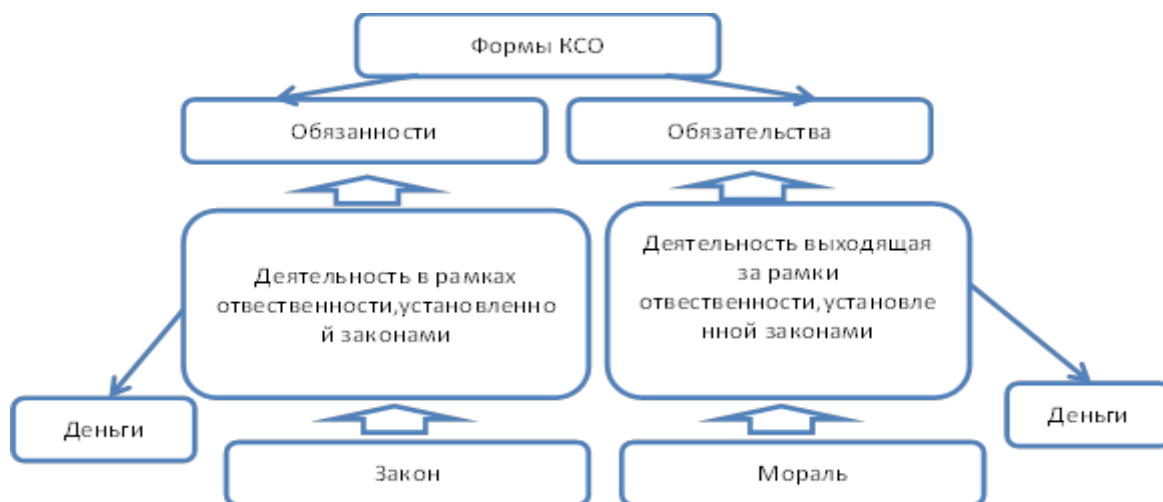 Формы КСО
Обязанности
Обязательства
Деятельность в рамках
отвественности,установленно
й законами
Деятельность выходящая
за рамки
отвественности,установле
нной законами
Деньги
Деньги
Закон
Мораль